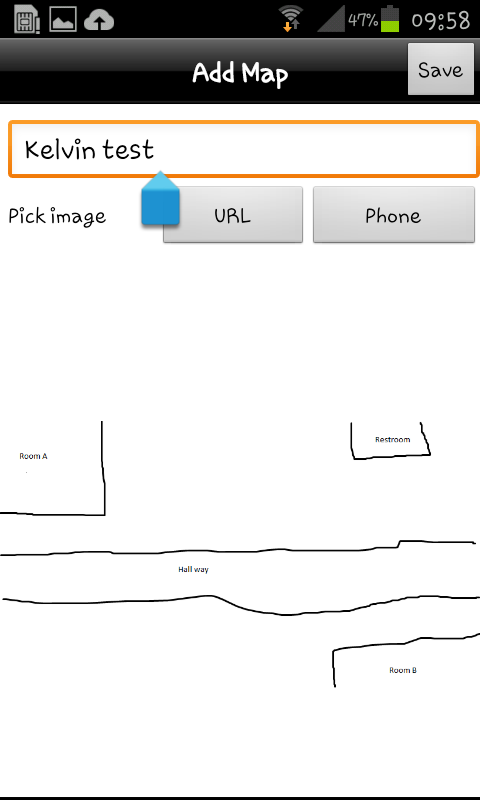 47% 09:58
Add Map Save
Kelvin test
Pick image URL Phone
Restroom
Room A
Hall way
Room B